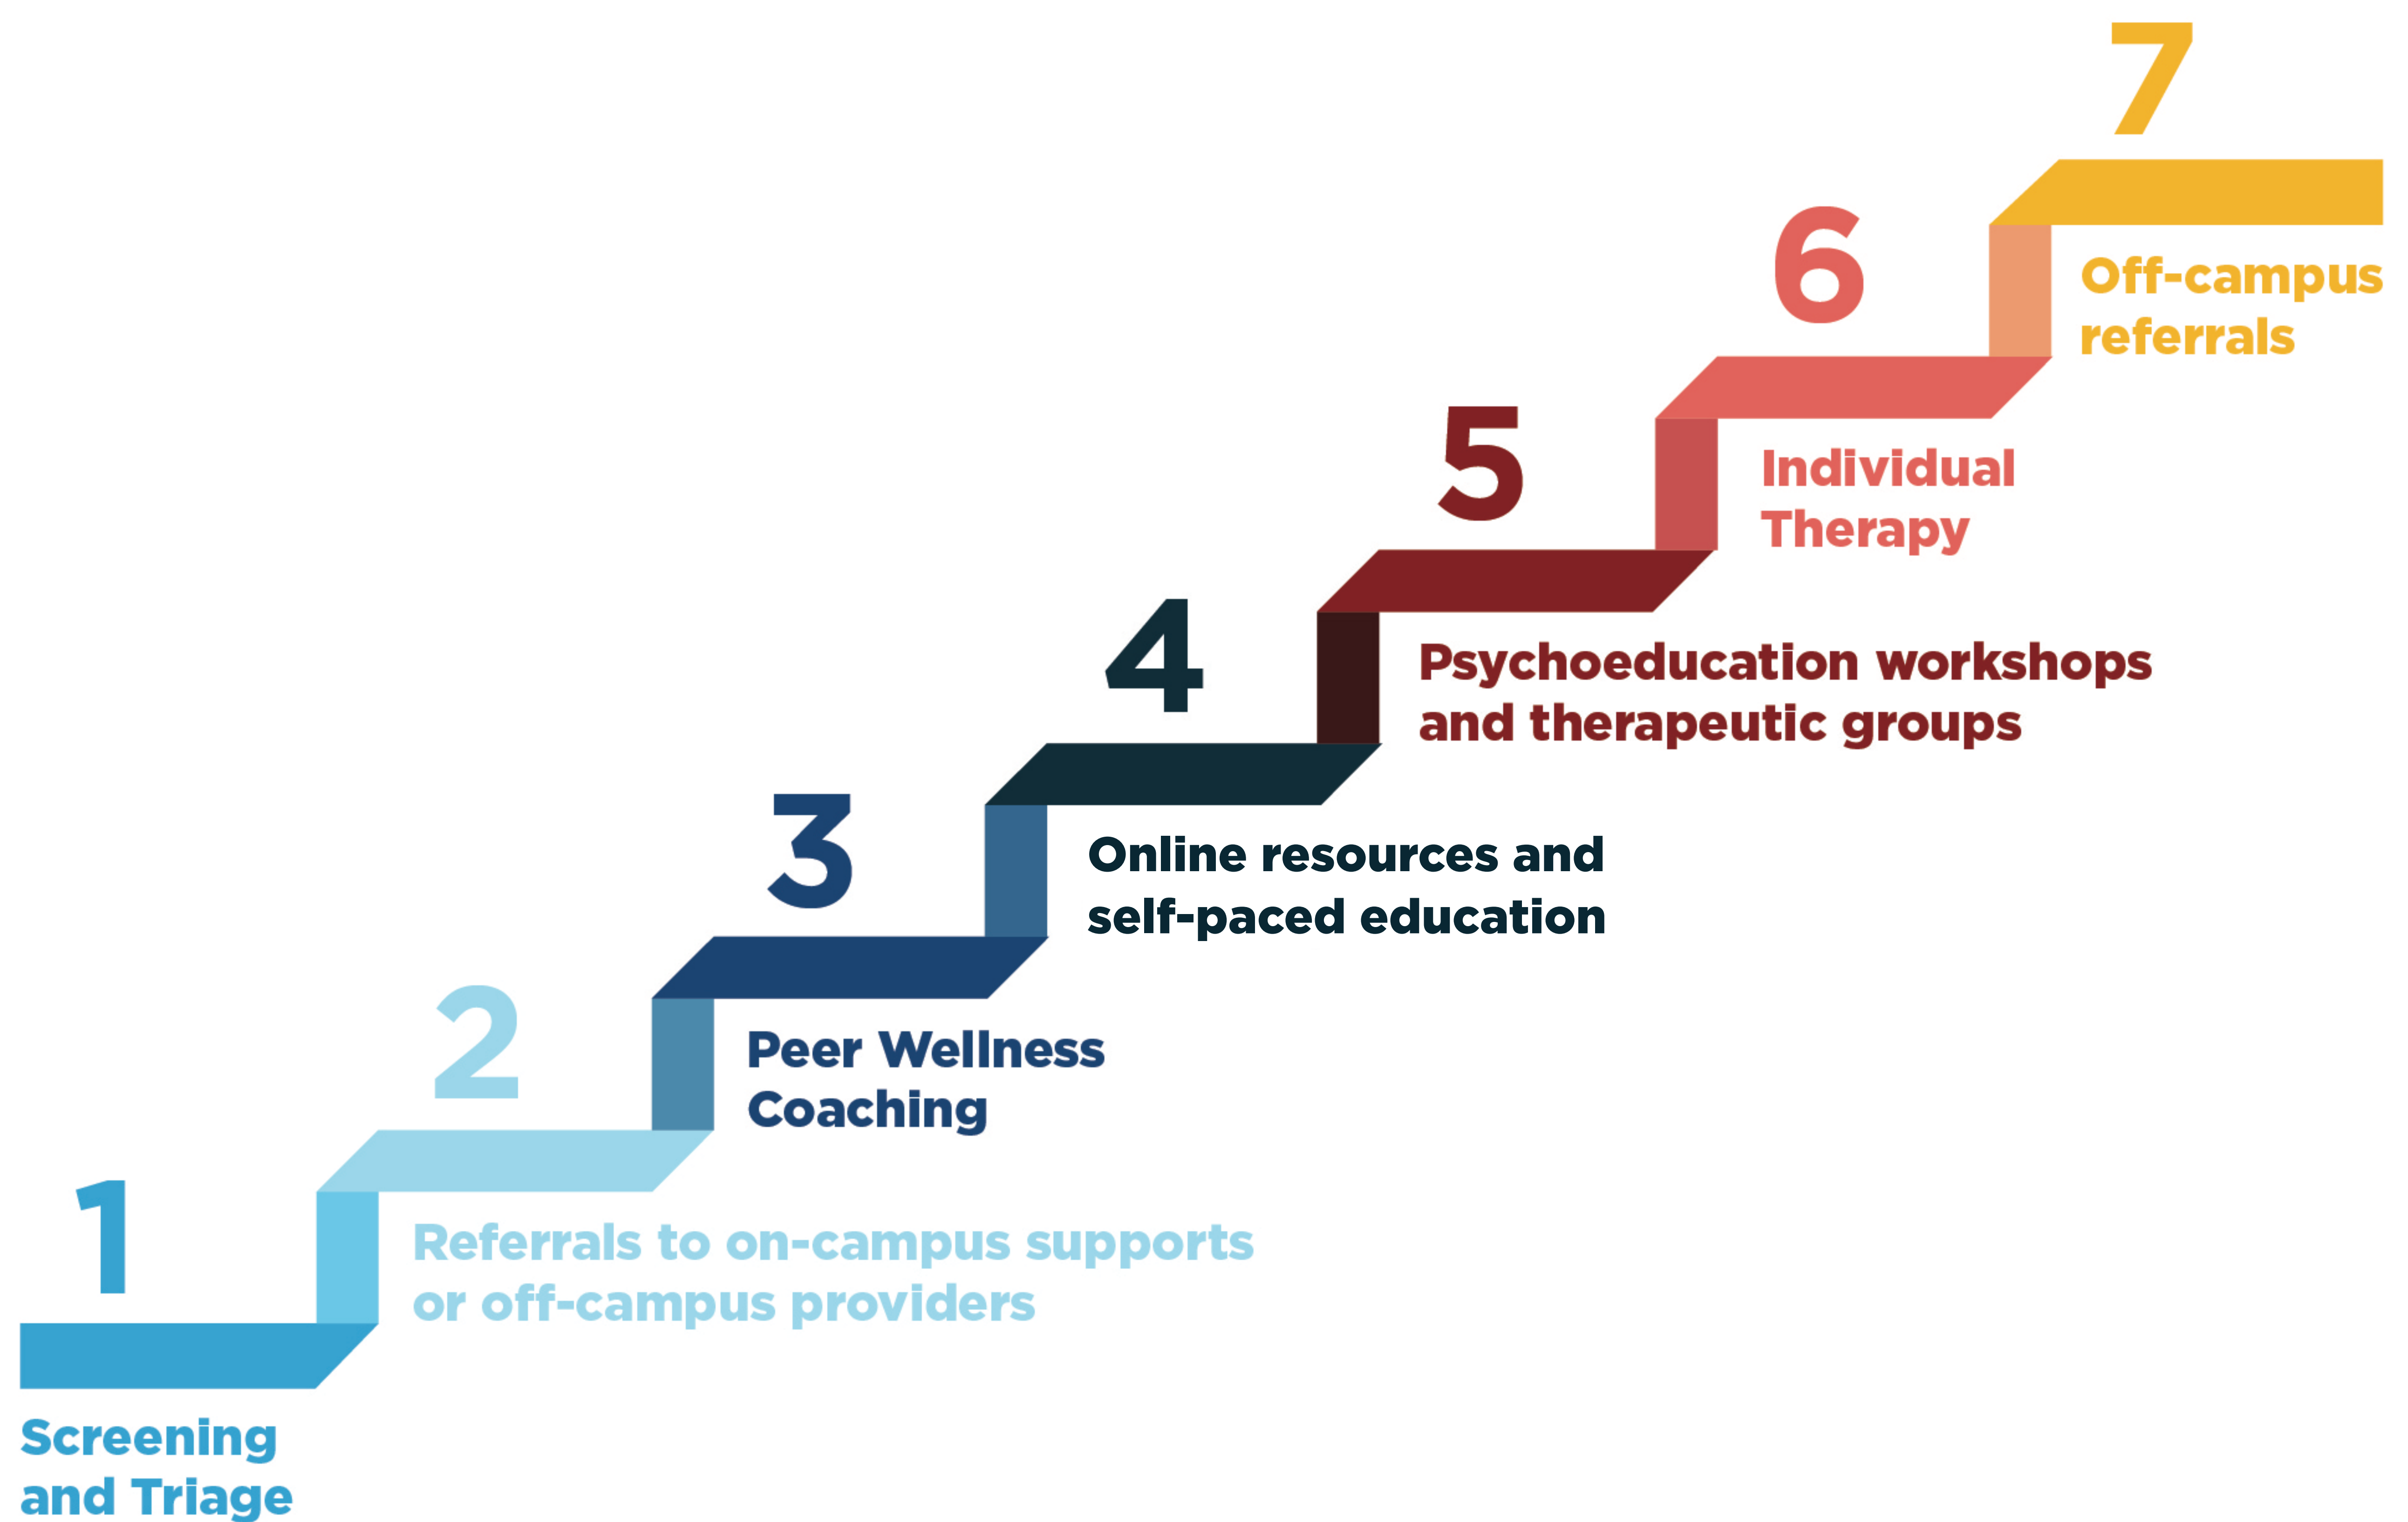 1
Screening
and Triage
2
Referrals to on-campus supports
or off-campus providers
3
Peer Wellness
Coaching
4
Online resources and
self-paced education
5
Psychoeducation workshops
and therapeutic groups
6
Individual
Therapy
7
Off-campus
referrals